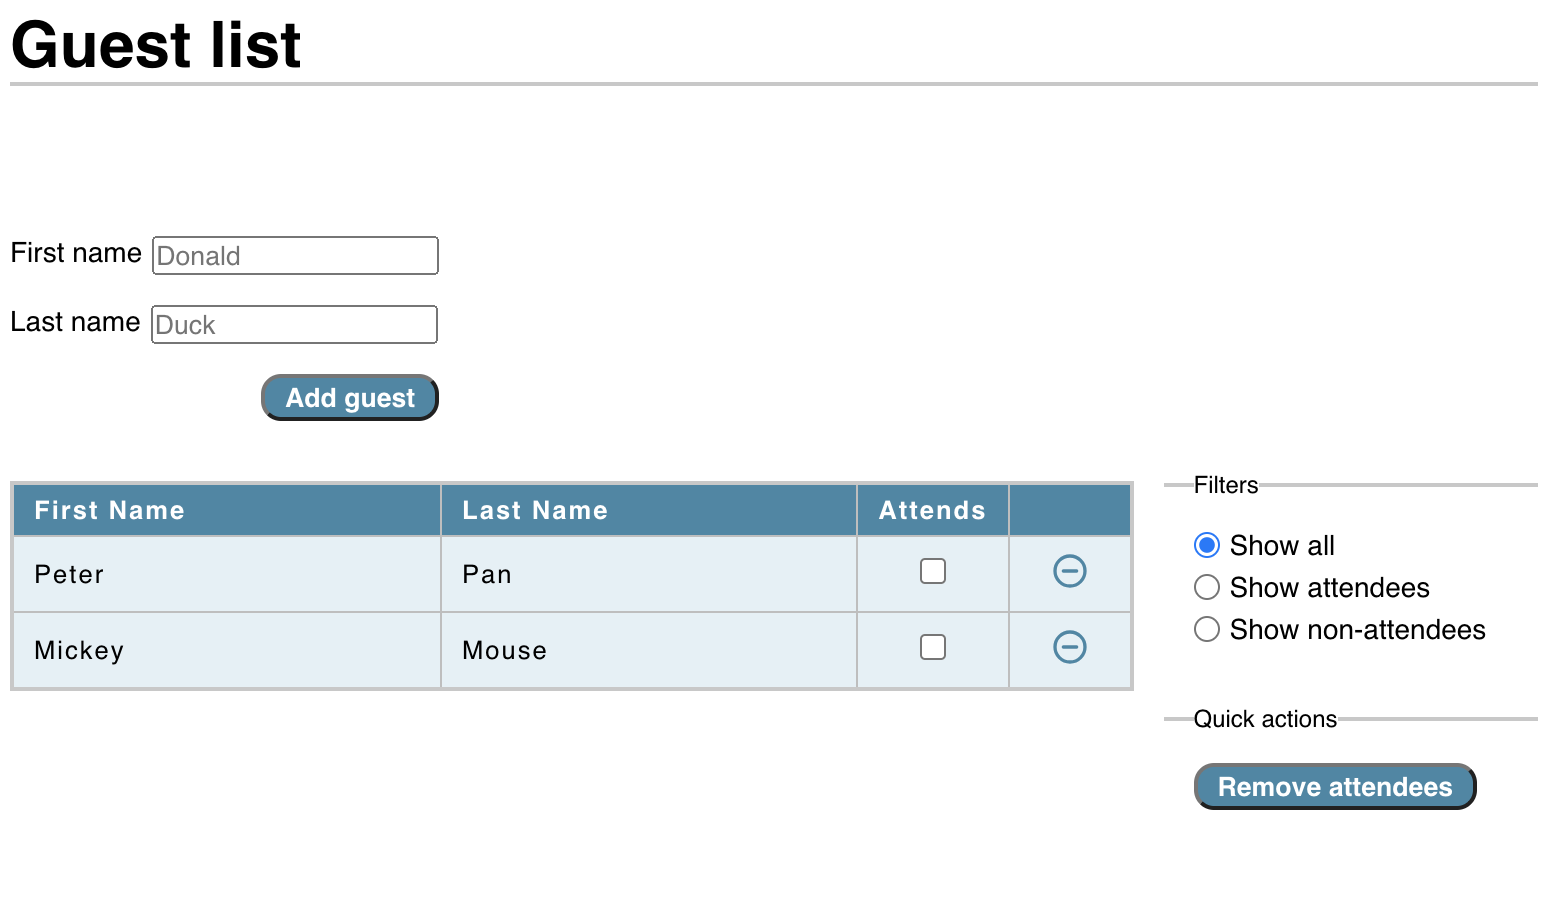 Guest list
First name Donald
Last name Duck
Add guest
First Name Last Name Attends
Peter Pan
Mickey Mouse
Filters
Show all
Show attendees
Show non-attendees
Quick actions
Remove attendees